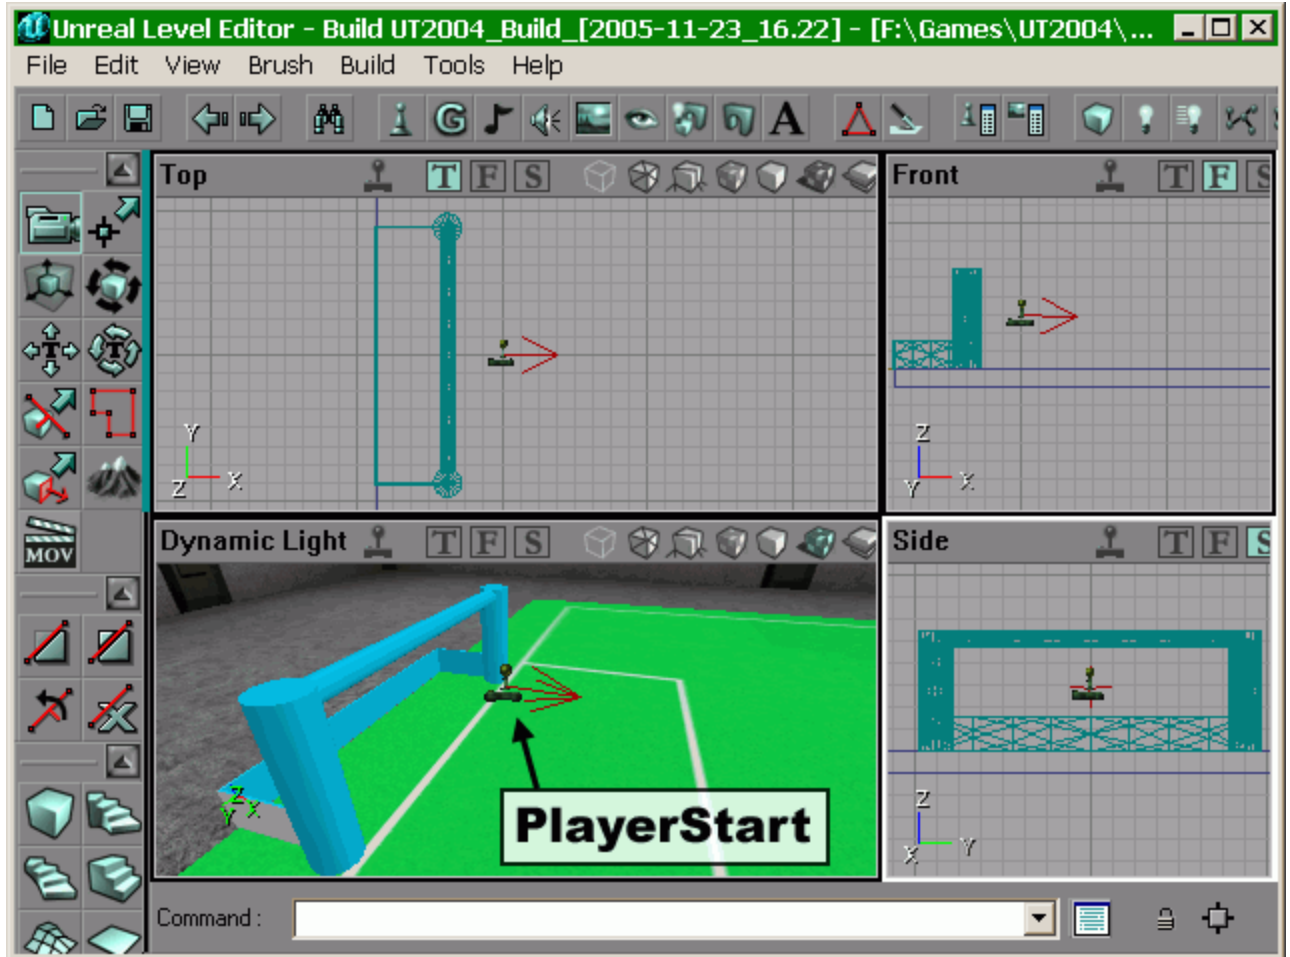 Unreal Level Editor - Build UT2004_Build_[2005-11-23_16.22] - [F:\Games\UT2004\...
File Edit View Brush Build Tools Help
G A
Top T F S
Front T F S
Y
Z X
Z
Y X
MOV
Dynamic Light T F S
Side T F S
Z
Y X
PlayerStart
Z
X Y
Command :